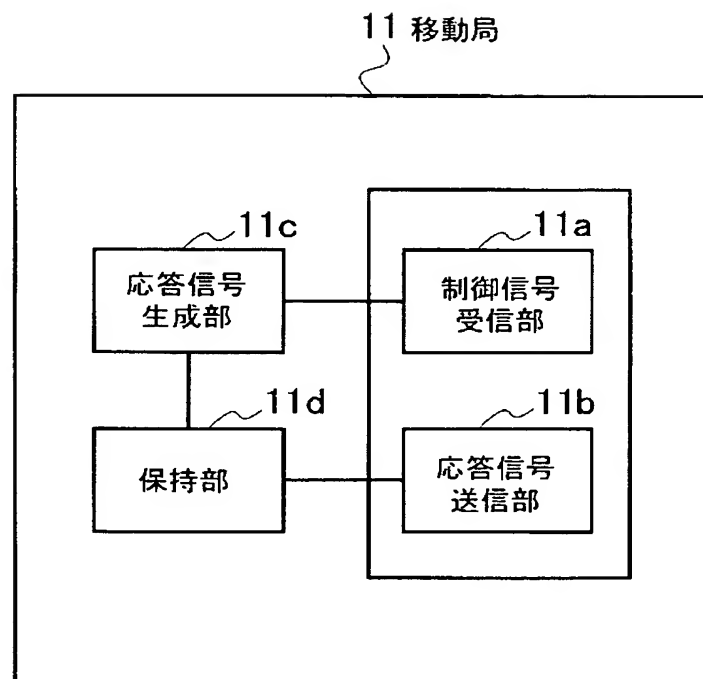 11 移動局
11c
応答信号
生成部
11a
制御信号
受信部
11d
保持部
11b
応答信号
送信部